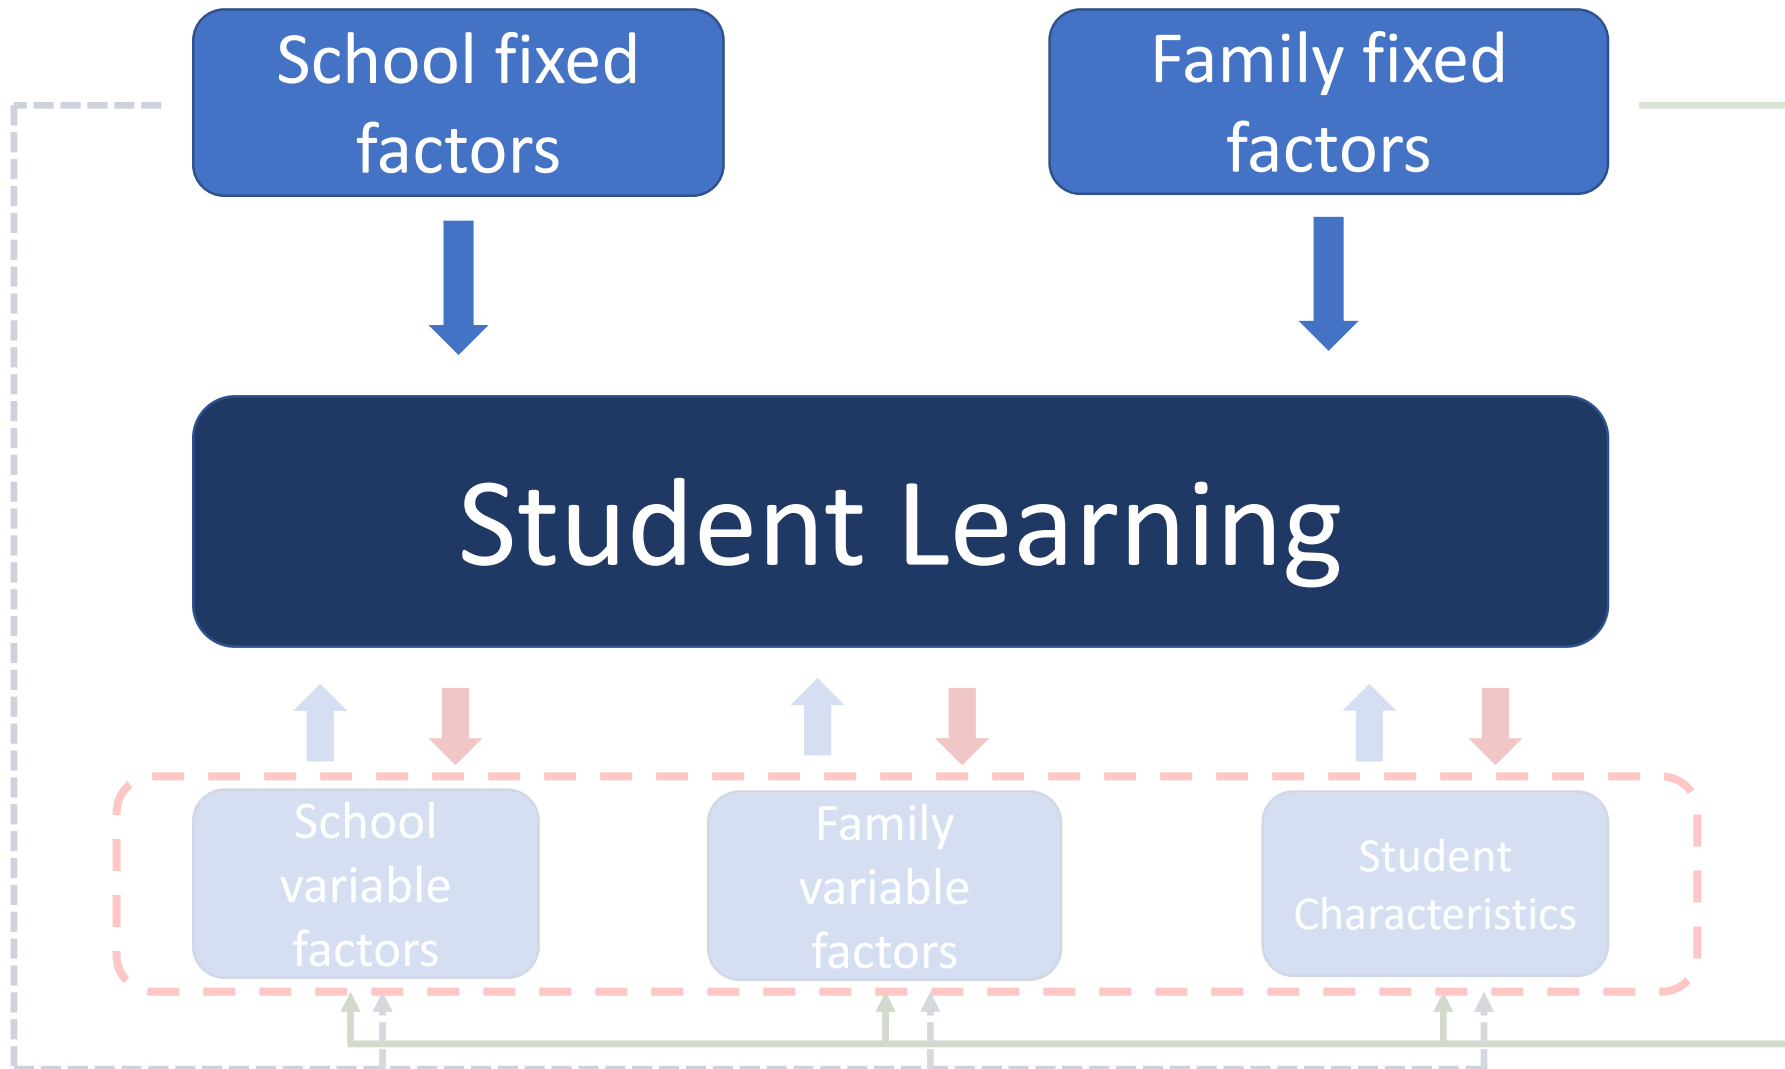 School fixed
factors
Family fixed
factors
Student Learning
School
variable
factors
Family
variable
factors
Student
Characteristics